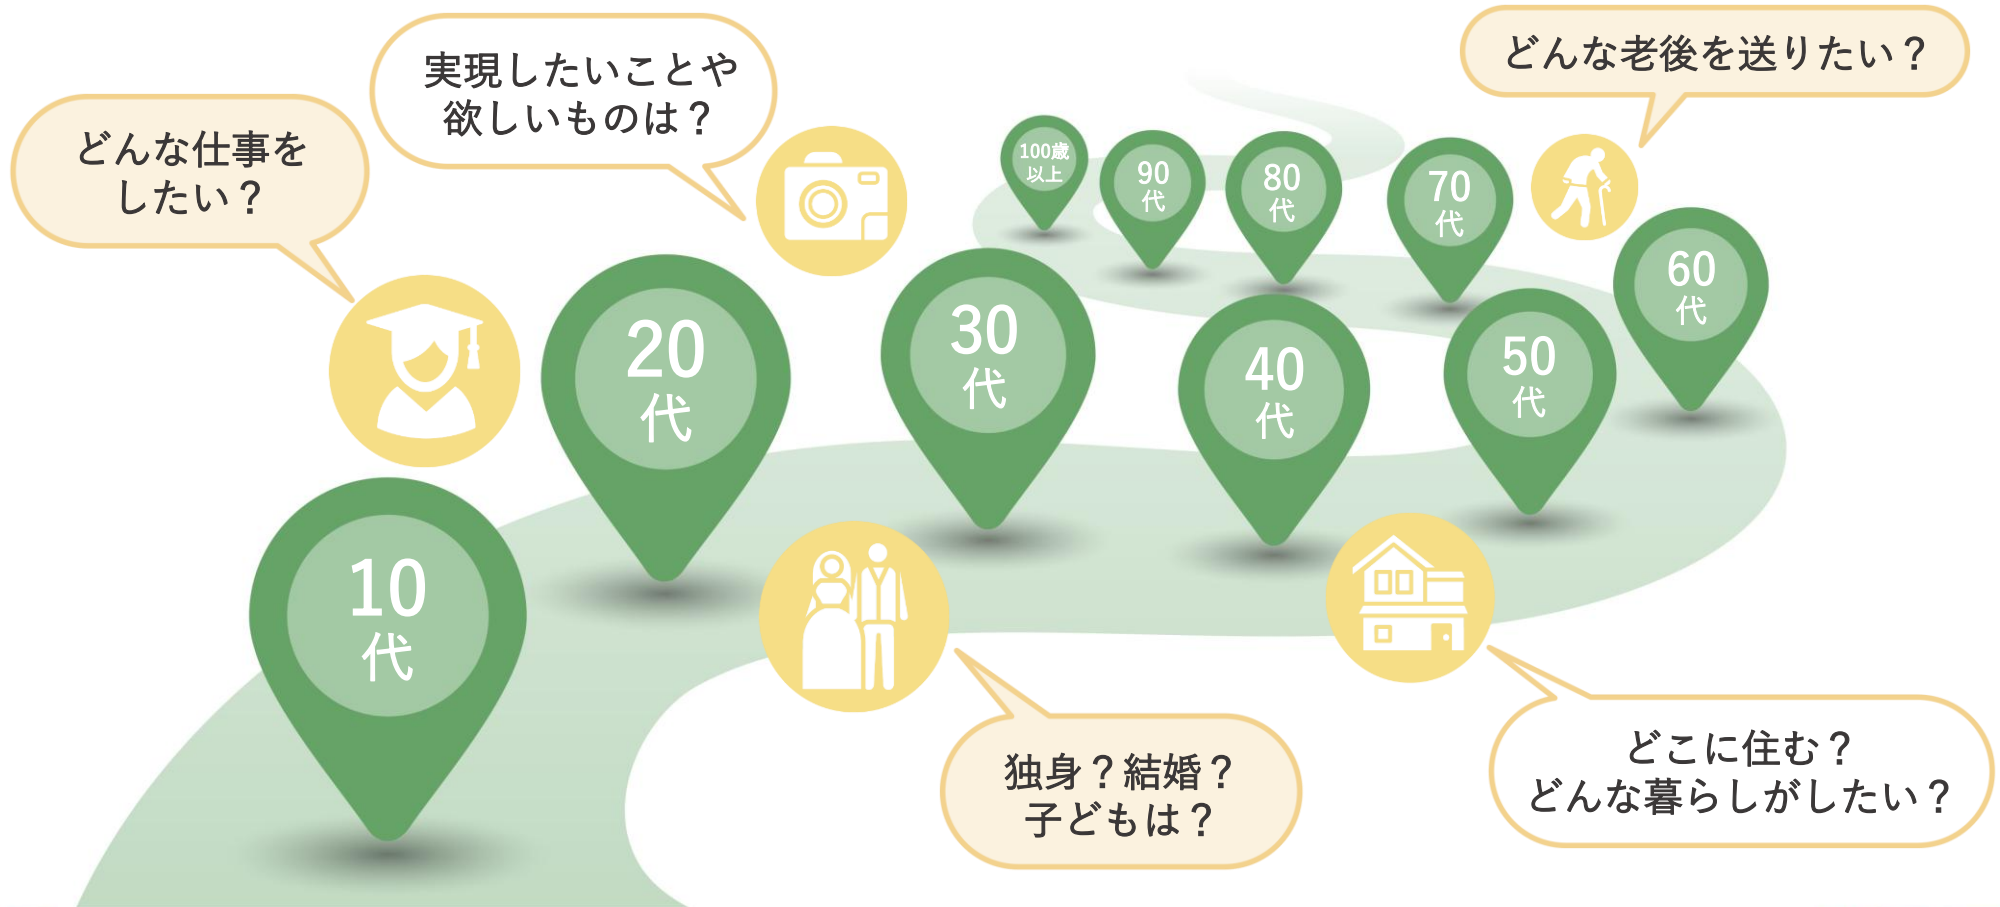 どんな仕事を
したい？
実現したいことや
欲しいものは？
どんな老後を送りたい？
100歳
以上
90
代
80
代
70
代
60
代
50
代
40
代
30
代
20
代
10
代
独身？結婚？
子どもは？
どこに住む？
どんな暮らしがしたい？